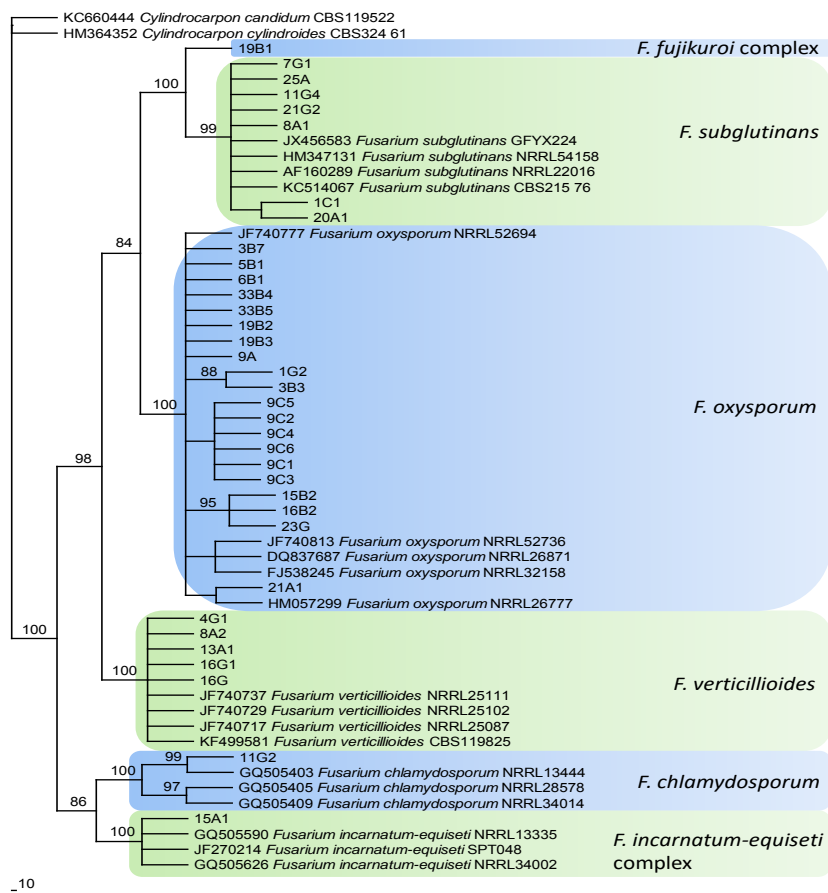 KC660444 Cylindrocarpon candidum CBS119522
HM364352 Cylindrocarpon cylindroides CBS324 61
19B1
F. fujikuroi complex
100
7G1
25A
11G4
21G2
8A1
99
JX456583 Fusarium subglutinans GFYX224
HM347131 Fusarium subglutinans NRRL54158
AF160289 Fusarium subglutinans NRRL22016
KC514067 Fusarium subglutinans CBS215 76
1C1
20A1
F. subglutinans
84
JF740777 Fusarium oxysporum NRRL52694
3B7
5B1
6B1
33B4
33B5
19B2
19B3
9A
88
1G2
3B3
100
9C5
9C2
9C4
9C6
9C1
9C3
F. oxysporum
98
95
15B2
16B2
23G
JF740813 Fusarium oxysporum NRRL52736
DQ837687 Fusarium oxysporum NRRL26871
FJ538245 Fusarium oxysporum NRRL32158
21A1
HM057299 Fusarium oxysporum NRRL26777
100
4G1
8A2
13A1
16G1
16G
100
JF740737 Fusarium verticillioides NRRL25111
JF740729 Fusarium verticillioides NRRL25102
JF740717 Fusarium verticillioides NRRL25087
KF499581 Fusarium verticillioides CBS119825
F. verticillioides
99
11G2
100
GQ505403 Fusarium chlamydosporum NRRL13444
97
GQ505405 Fusarium chlamydosporum NRRL28578
GQ505409 Fusarium chlamydosporum NRRL34014
F. chlamydosporum
86
15A1
100
GQ505590 Fusarium incarnatum-equiseti NRRL13335
JF270214 Fusarium incarnatum-equiseti SPT048
GQ505626 Fusarium incarnatum-equiseti NRRL34002
F. incarnatum-equiseti
complex
10